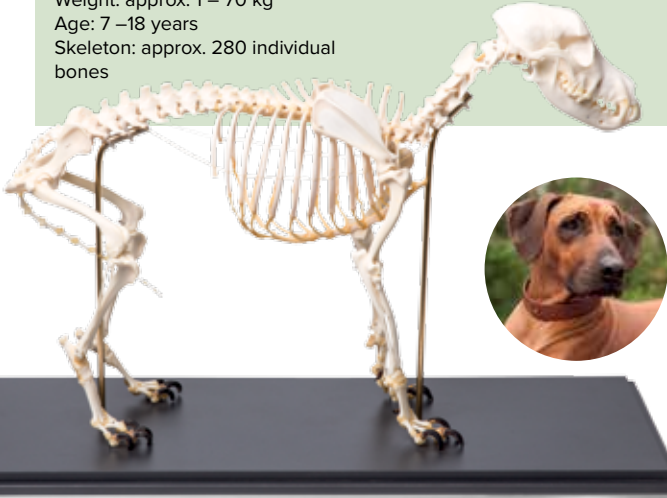 Weight: approx. 1 – 70 kg
Age: 7 –18 years
Skeleton: approx. 280 individual
bones